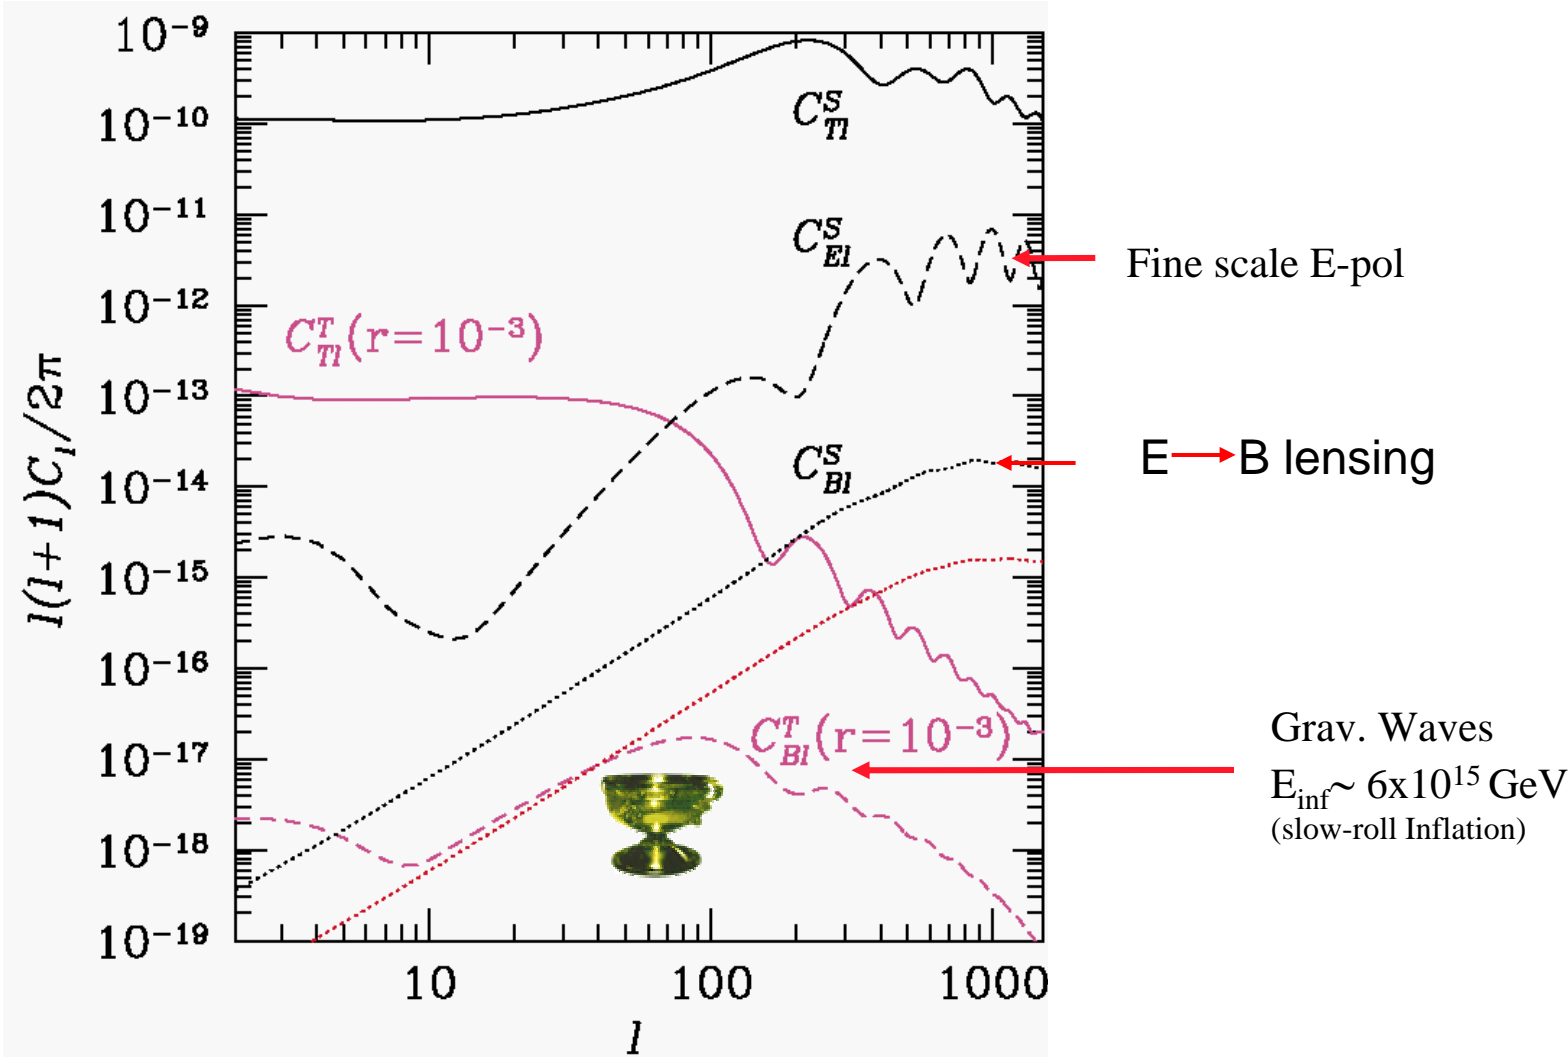 10⁻⁹
10⁻¹⁰
10⁻¹¹
10⁻¹²
10⁻¹³
10⁻¹⁴
10⁻¹⁵
10⁻¹⁶
10⁻¹⁷
10⁻¹⁸
10⁻¹⁹
l(l+1)C_l/2π
C^S_Tl
C^S_El
Fine scale E-pol
C^T_Tl(r=10⁻³)
C^S_Bl
E B lensing
C^T_Bl(r=10⁻³)
Grav. Waves
E_inf~ 6x10¹⁵ GeV
(slow-roll Inflation)
10 100 1000
l